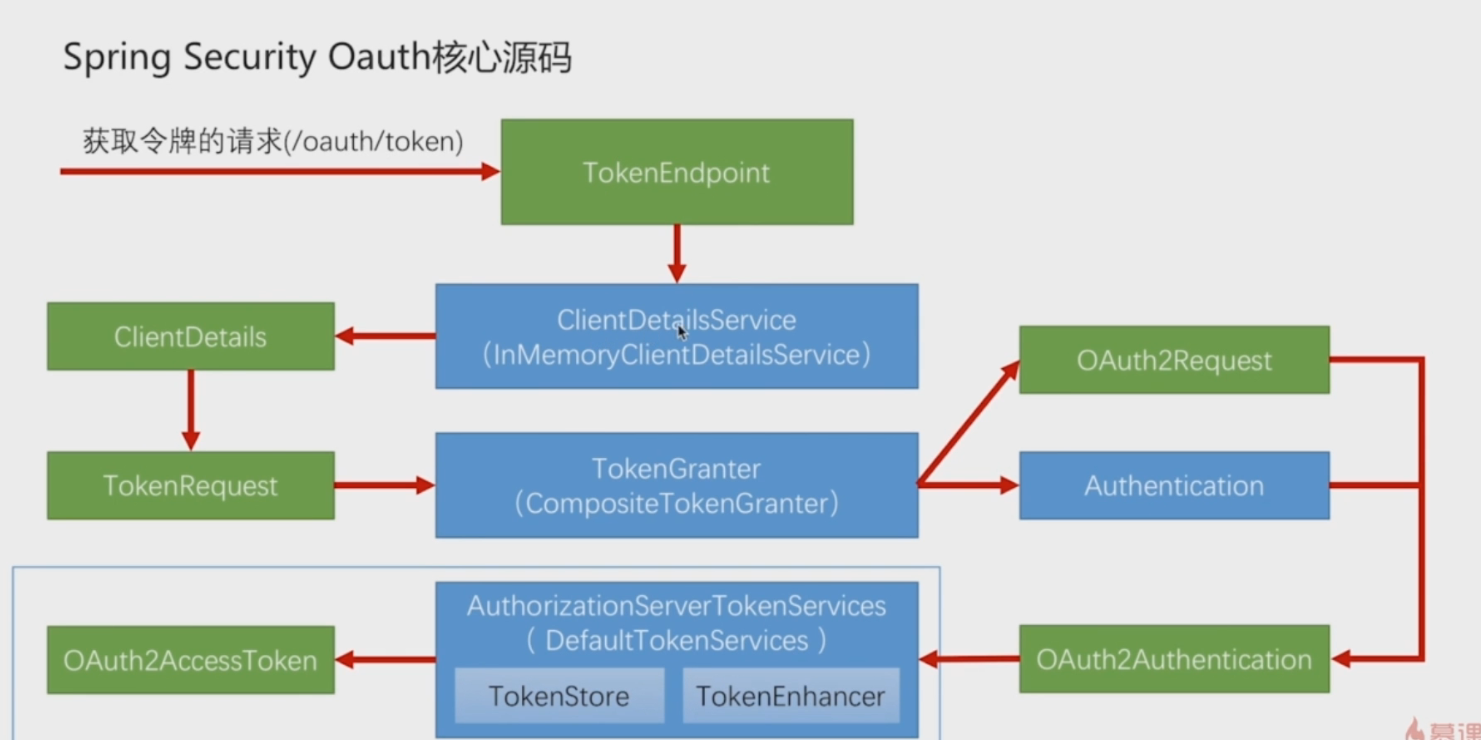 Spring Security Oauth核心源码
获取令牌的请求(/oauth/token)
TokenEndpoint
ClientDetails
ClientDetailsService
（InMemoryClientDetailsService）
OAuth2Request
TokenRequest
TokenGranter
（CompositeTokenGranter）
Authentication
OAuth2AccessToken
AuthorizationServerTokenServices
（ DefaultTokenServices ）
TokenStore
TokenEnhancer
OAuth2Authentication
慕课